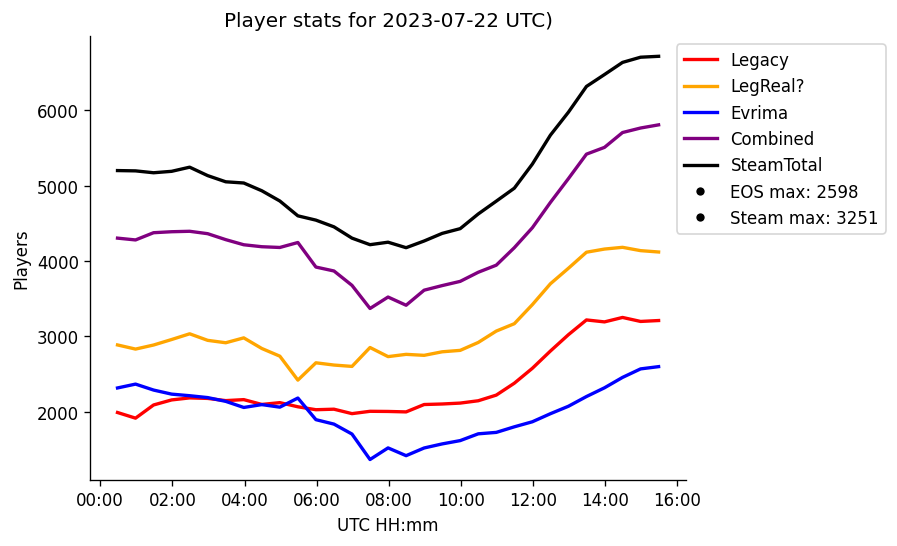 Player stats for 2023-07-22 UTC)
Legacy
LegReal?
Evrima
Combined
SteamTotal
EOS max: 2598
Steam max: 3251
Players
6000
5000
4000
3000
2000
00:00 02:00 04:00 06:00 08:00 10:00 12:00 14:00 16:00
UTC HH:mm